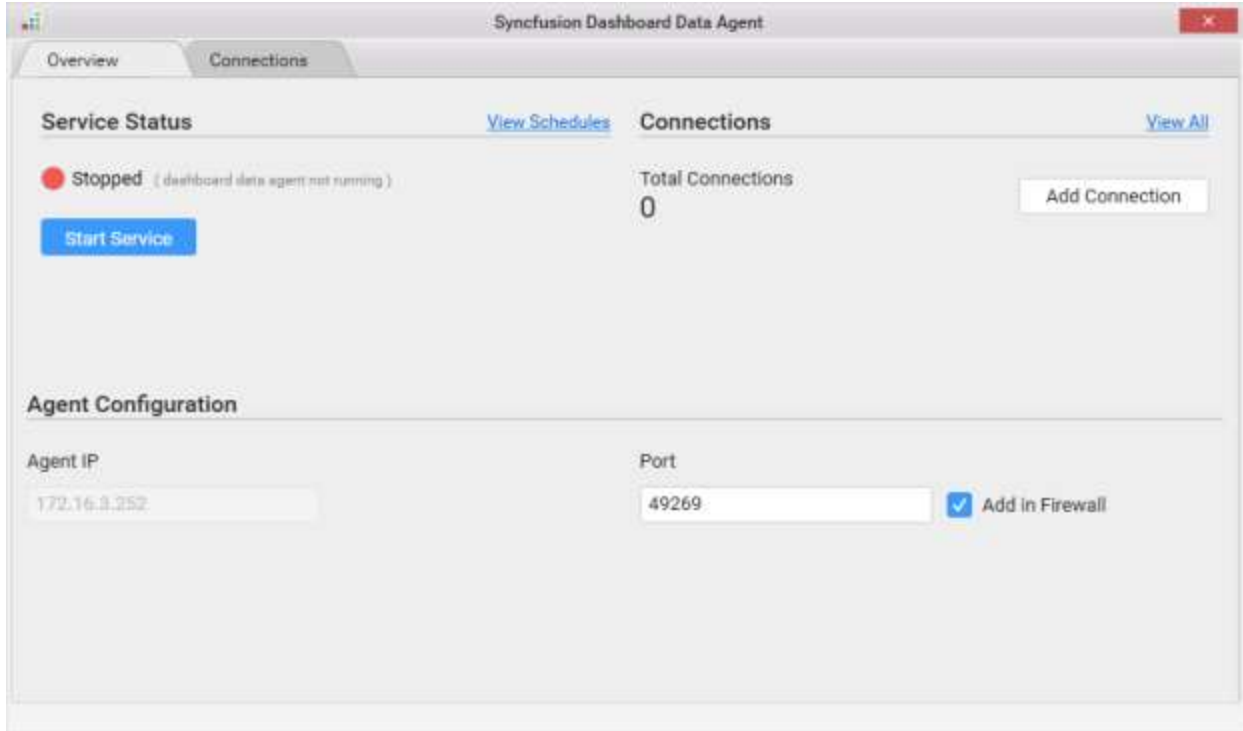 Syncfusion Dashboard Data Agent
Overview
Connections
Service Status
View Schedules
Stopped ( dashboard data agent not running )
Start Service
Connections
View All
Total Connections
0
Add Connection
Agent Configuration
Agent IP
172.16.3.252
Port
49269
Add in Firewall